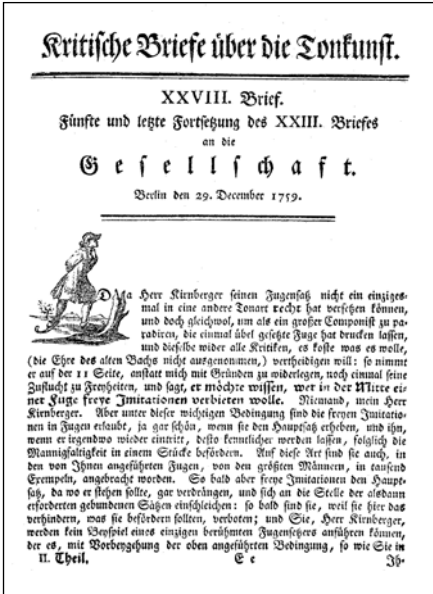 Kritische Briefe über die Tonkunst.
XXVIII. Brief.
Fünfte und letzte Fortsetzung des XXIII. Briefes
an die
Gesellschaft.
Berlin den 29. December 1759.
Da Herr Kirnberger seinen Fugensatz nicht ein einziges-
mal in eine andere Tonart recht hat versetzen können,
und doch gleichwol, um als ein großer Componist zu pa-
radiren, die einmal übel gesetzte Fuge hat drucken lassen,
und dieselbe wider alle Kritiken, es koste was es wolle,
(die Ehre des alten Bachs nicht ausgenommen,) vertheidigen will: so nimmt
er auf der 11 Seite, anstatt mich mit Gründen zu widerlegen, noch einmal seine
Zuflucht zu Freyheiten, und sagt, er möchte wissen, wer in der Mitte ei-
ner Fuge freye Imitationen verbieten wolle. Niemand, mein Herr
Kirnberger. Aber unter dieser wichtigen Bedingung sind die freyen Imitatio-
nen in Fugen erlaubt, ja gar schön, wenn sie den Hauptsatz erheben, und ihn,
wenn er irgendwo wieder eintritt, desto kenntlicher werden lassen, folglich die
Mannigfaltigkeit in einem Stücke befördern. Auf diese Art sind sie auch, in
den von Ihnen angeführten Fugen, von den größten Männern, in tausend
Exempeln, angebracht worden. So bald aber freye Imitationen den Haupt-
satz, da wo er stehen sollte, gar verdrängen, und sich an die Stelle der alsdann
erforderten gebundenen Sätze einschleichen: so bald sind sie, weil sie hier das
verhindern, was sie befördern sollten, verboten; und Sie, Herr Kirnberger,
werden kein Beyspiel eines einzigen berühmten Fugensetzers anführen können,
der es, mit Vorbeygehung der oben angeführten Bedingung, so wie Sie in
II. Theil. E e Ih-